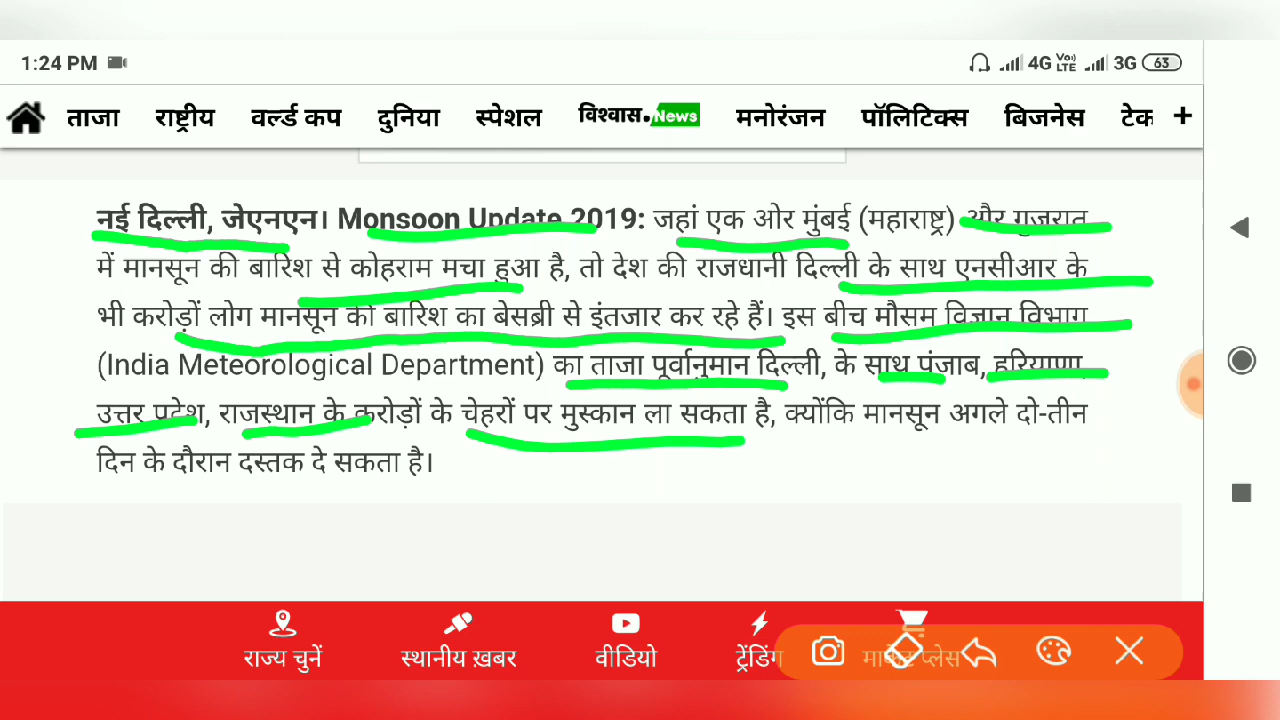 1:24 PM 4G Vo) LTE 3G 63
ताजा राष्ट्रीय वर्ल्ड कप दुनिया स्पेशल विश्वास.News मनोरंजन पॉलिटिक्स बिजनेस टेक +
नई दिल्ली, जेएनएन। Monsoon Update 2019: जहां एक ओर मुंबई (महाराष्ट्र) और गुजरात
में मानसून की बारिश से कोहराम मचा हुआ है, तो देश की राजधानी दिल्ली के साथ एनसीआर के
भी करोड़ों लोग मानसून की बारिश का बेसब्री से इंतजार कर रहे हैं। इस बीच मौसम विज्ञान विभाग
(India Meteorological Department) का ताजा पूर्वानुमान दिल्ली, के साथ पंजाब, हरियाणा,
उत्तर प्रदेश, राजस्थान के करोड़ों के चेहरों पर मुस्कान ला सकता है, क्योंकि मानसून अगले दो-तीन
दिन के दौरान दस्तक दे सकता है।
राज्य चुनें स्थानीय ख़बर वीडियो ट्रेंडिंग मार्केट प्लेस